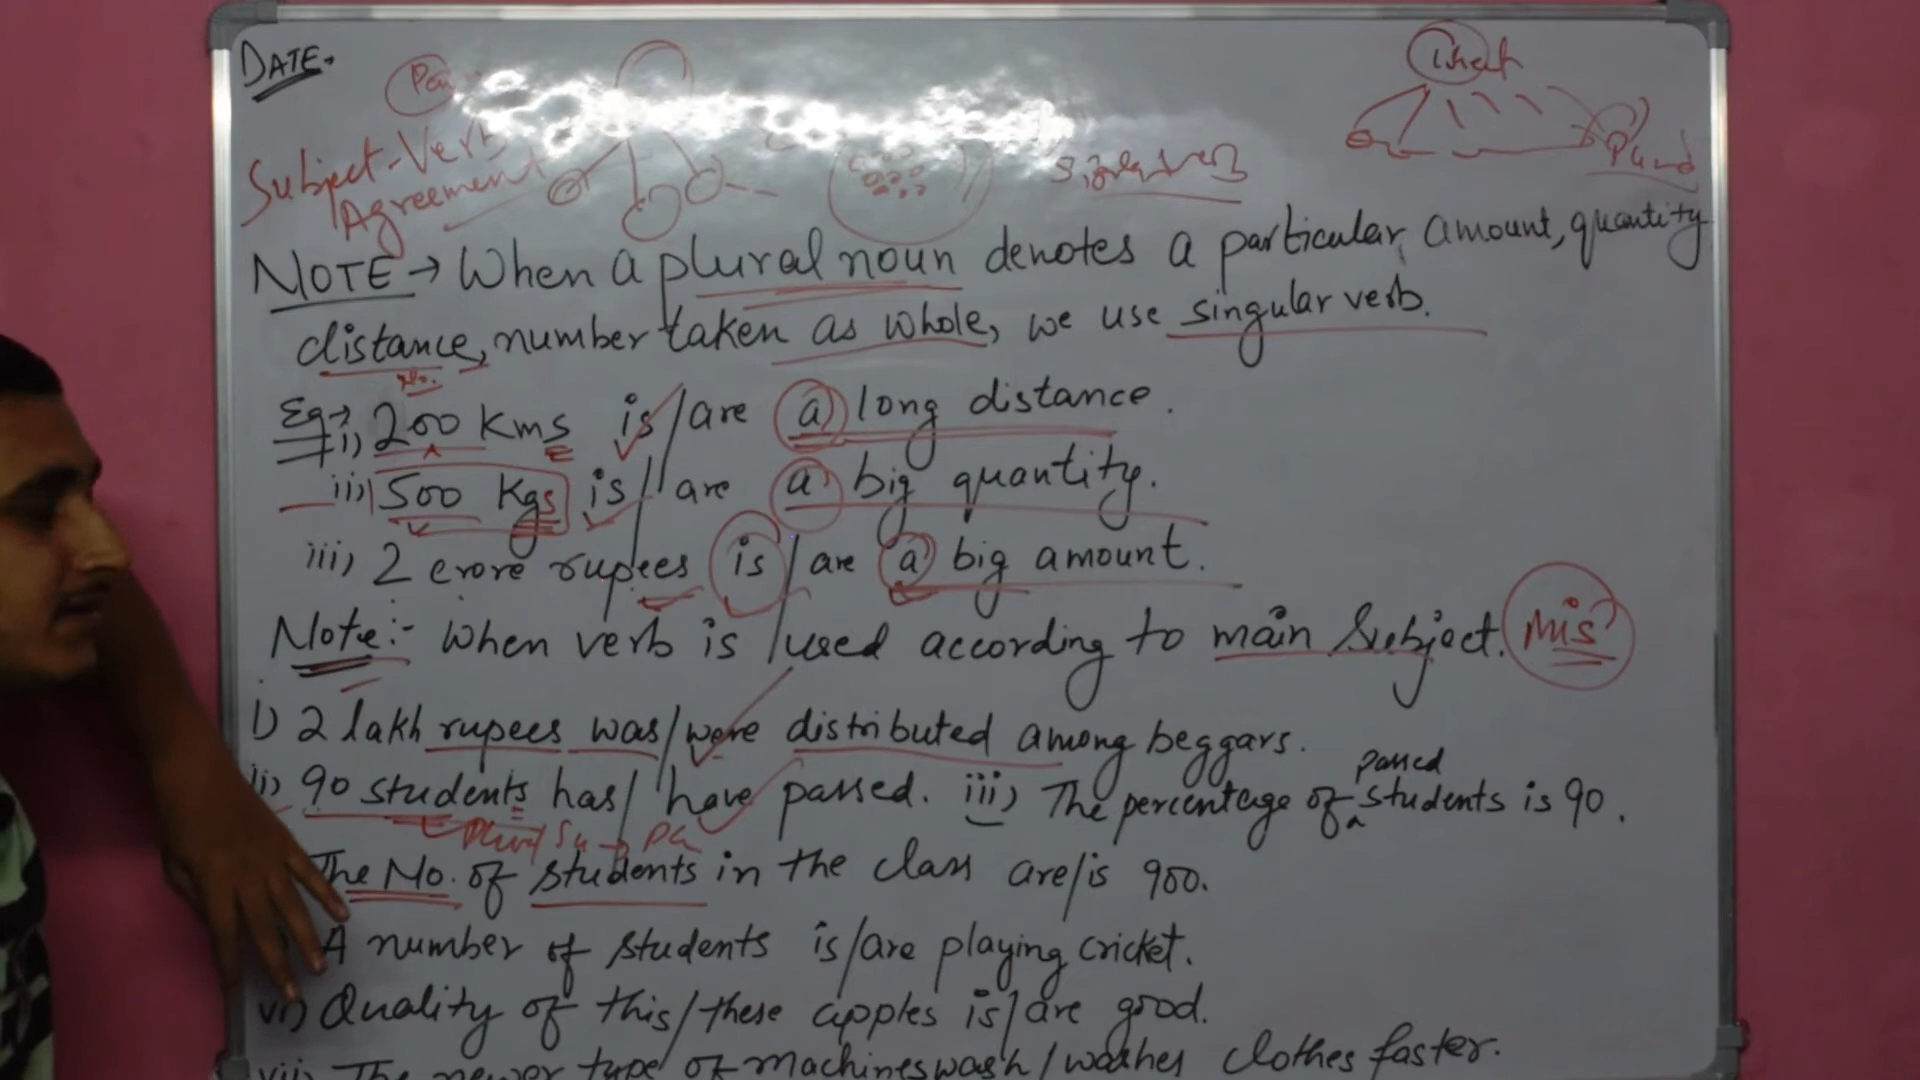 DATE.
Subject-Verb
Agreement
NOTE → When a plural noun denotes a particular amount, quantity
distance, number taken as whole, we use singular verb.
No.
Eg→ i) 200 Kms is/are a long distance.
ii) 500 Kgs is/are a big quantity.
iii) 2 crore rupees is/are a big amount.
Note:- When verb is used according to main Subject. Mis
i) 2 lakh rupees was/were distributed among beggars.
ii) 90 students has/have passed. iii) The percentage of passed students is 90.
The No. of students in the class are/is 900.
A number of students is/are playing cricket.
vi) Quality of this/these apples is/are good.
vii) The newer type of machines wash/washes clothes faster.